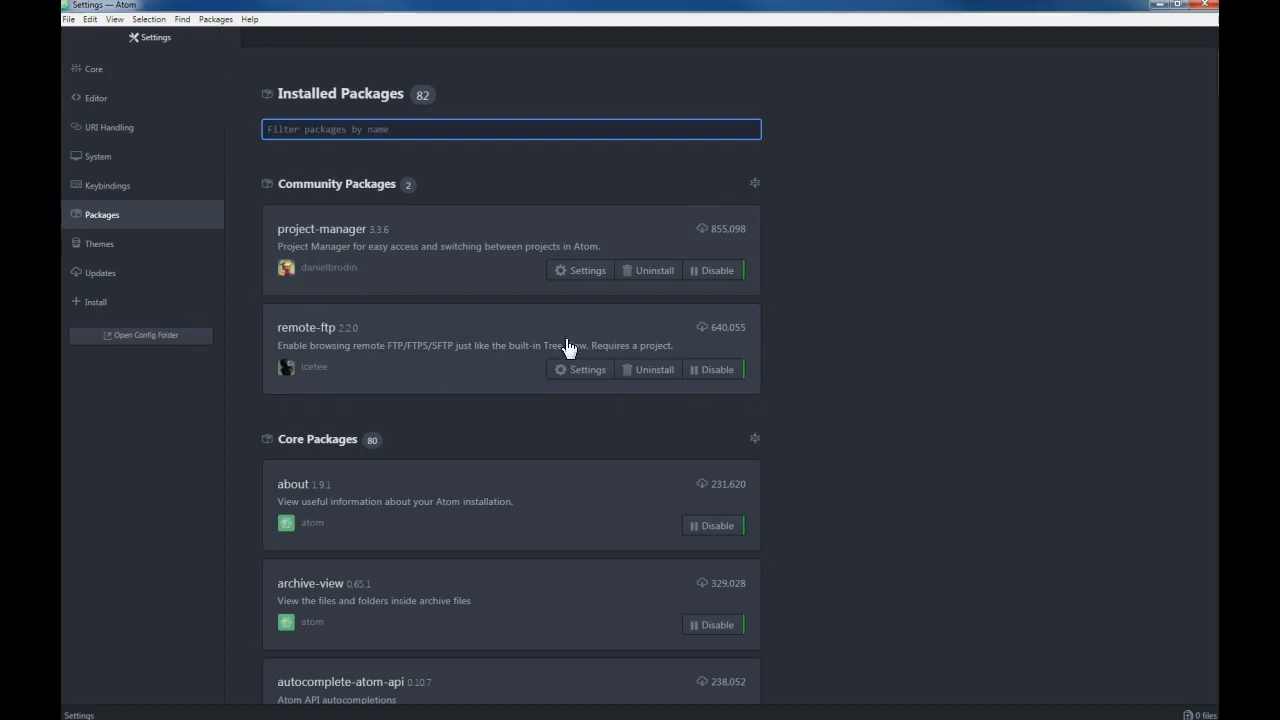 Settings — Atom
File Edit View Selection Find Packages Help
Settings
Core
Editor
URI Handling
System
Keybindings
Packages
Themes
Updates
Install
Open Config Folder
Installed Packages 82
Filter packages by name
Community Packages 2
project-manager 3.3.6 855,098
Project Manager for easy access and switching between projects in Atom.
danielbrodin
Settings Uninstall Disable
remote-ftp 2.2.0 640,055
Enable browsing remote FTP/FTPS/SFTP just like the built-in Tree View. Requires a project.
icetee
Settings Uninstall Disable
Core Packages 80
about 1.9.1 231,620
View useful information about your Atom installation.
atom
Disable
archive-view 0.65.1 329,028
View the files and folders inside archive files
atom
Disable
autocomplete-atom-api 0.10.7 238,052
Atom API autocompletions
Settings 0 files